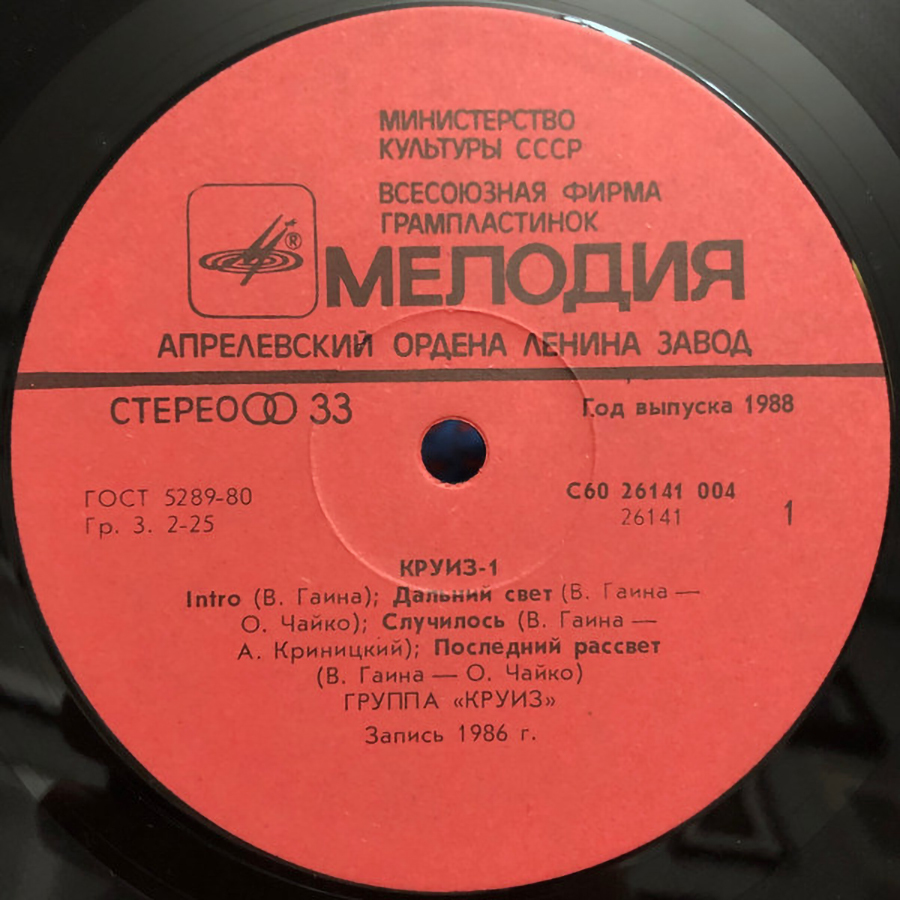 МИНИСТЕРСТВО
КУЛЬТУРЫ СССР
ВСЕСОЮЗНАЯ ФИРМА
ГРАМПЛАСТИНОК
®
МЕЛОДИЯ
АПРЕЛЕВСКИЙ ОРДЕНА ЛЕНИНА ЗАВОД
СТЕРЕО 33
Год выпуска 1988
ГОСТ 5289-80
Гр. 3. 2-25
С60 26141 004
26141
1
КРУИЗ-1
Intro (В. Гаина); Дальний свет (В. Гаина —
О. Чайко); Случилось (В. Гаина —
А. Криницкий); Последний рассвет
(В. Гаина — О. Чайко)
ГРУППА «КРУИЗ»
Запись 1986 г.